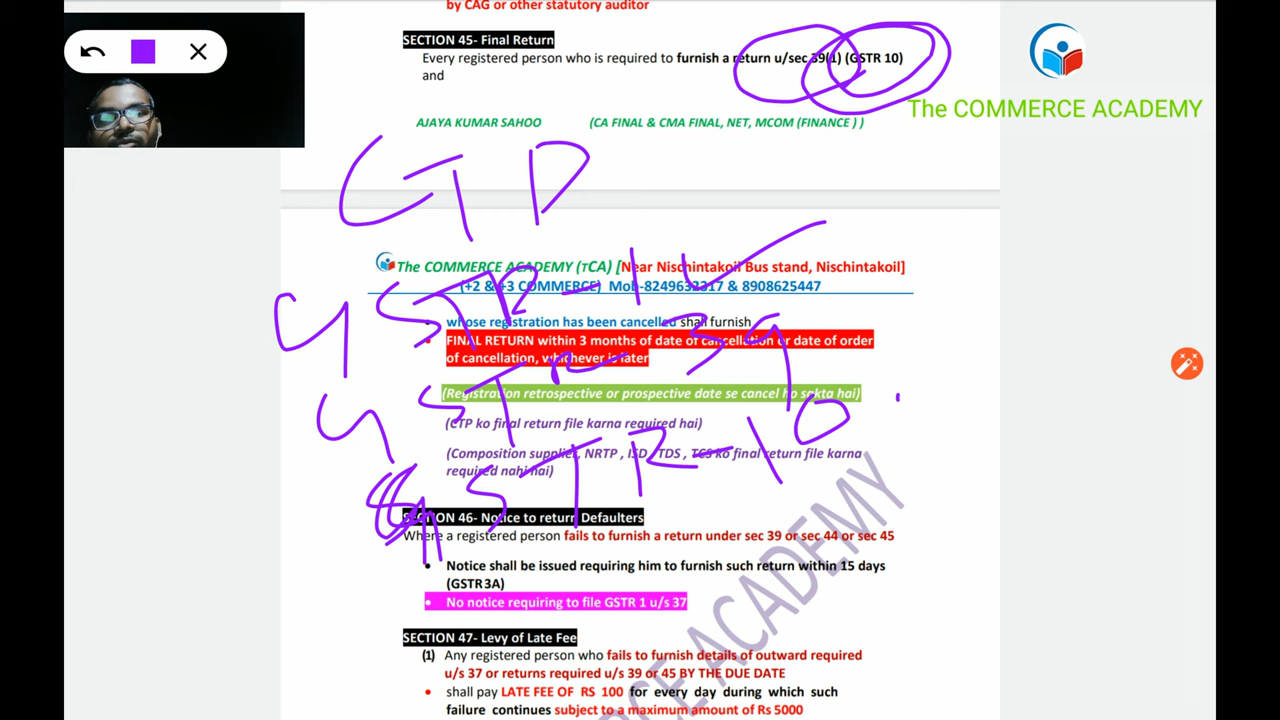 by CAG or other statutory auditor
SECTION 45- Final Return
Every registered person who is required to furnish a return u/sec 39(1) (GSTR 10)
and
The COMMERCE ACADEMY
AJAYA KUMAR SAHOO (CA FINAL & CMA FINAL, NET, MCOM (FINANCE ) )
CTP
The COMMERCE ACADEMY (TCA) [Near Nischintakoil Bus stand, Nischintakoil]
(+2 & +3 COMMERCE) Mob-8249632317 & 8908625447
GSTR-1
• whose registration has been cancelled shall furnish
• FINAL RETURN within 3 months of date of cancellation or date of order
of cancellation, whichever is later
GSTR-39
(Registration retrospective or prospective date se cancel ho sakta hai)
(CTP ko final return file karna required hai)
(Composition supplier, NRTP , ISD, TDS , TCS ko final return file karna
required nahi hai)
GSTR-10
SECTION 46- Notice to return Defaulters
Where a registered person fails to furnish a return under sec 39 or sec 44 or sec 45
• Notice shall be issued requiring him to furnish such return within 15 days
(GSTR3A)
• No notice requiring to file GSTR 1 u/s 37
SECTION 47- Levy of Late Fee
(1) Any registered person who fails to furnish details of outward required
u/s 37 or returns required u/s 39 or 45 BY THE DUE DATE
• shall pay LATE FEE OF RS 100 for every day during which such
failure continues subject to a maximum amount of Rs 5000
CE ACADEMY